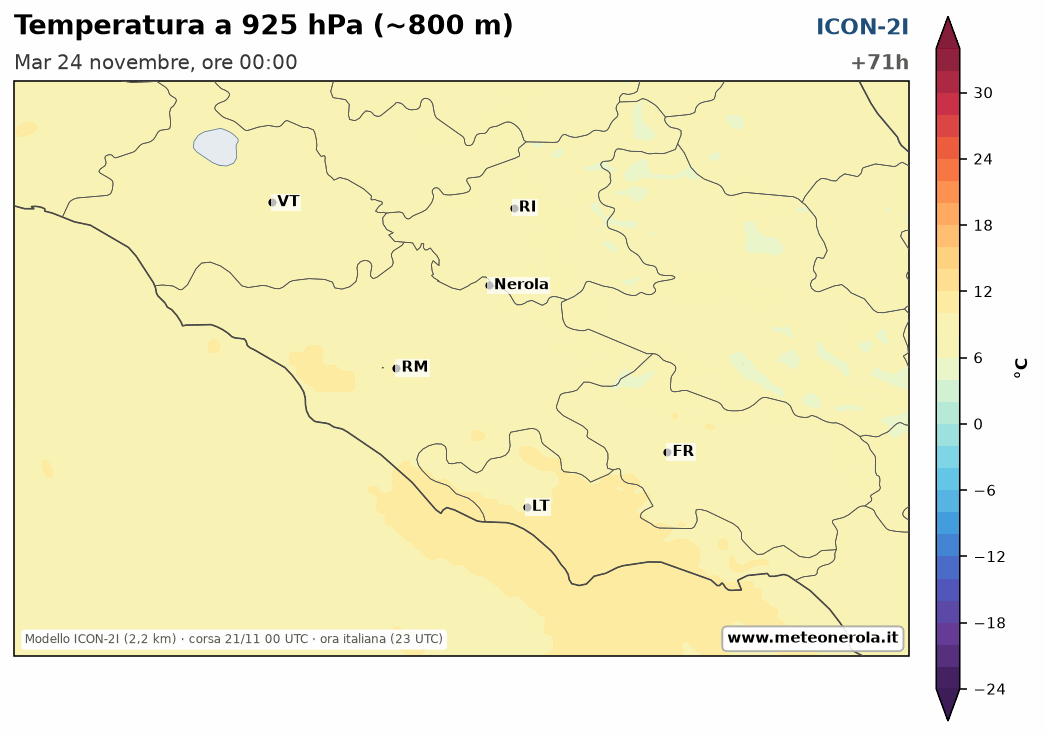 Temperatura a 925 hPa (~800 m)
ICON-2I
Mar 24 novembre, ore 00:00
+71h
VT
RI
Nerola
RM
FR
LT
30
24
18
12
6
0
−6
−12
−18
−24
°C
Modello ICON-2I (2,2 km) · corsa 21/11 00 UTC · ora italiana (23 UTC)
www.meteonerola.it